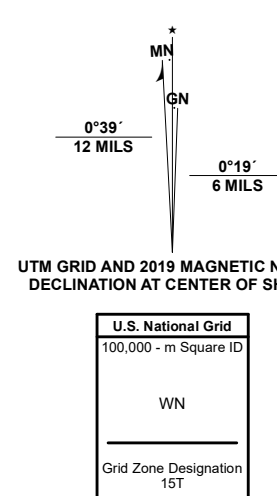 ★
MN
GN
0°39´
12 MILS
0°19´
6 MILS
UTM GRID AND 2019 MAGNETIC N
DECLINATION AT CENTER OF SH
U.S. National Grid
100,000 - m Square ID
WN
Grid Zone Designation
15T